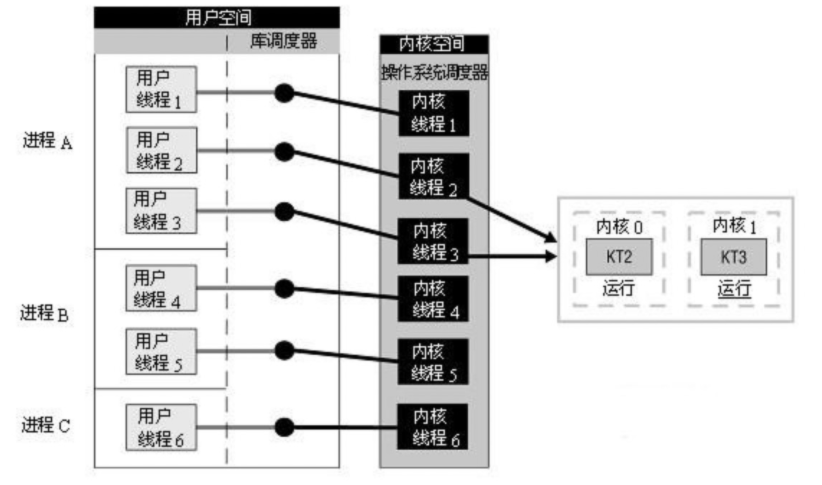 用户空间
库调度器
内核空间
操作系统调度器
进程 A
用户
线程 1
用户
线程 2
用户
线程 3
进程 B
用户
线程 4
用户
线程 5
进程 C
用户
线程 6
内核
线程 1
内核
线程 2
内核
线程 3
内核
线程 4
内核
线程 5
内核
线程 6
内核 0
KT2
运行
内核 1
KT3
运行